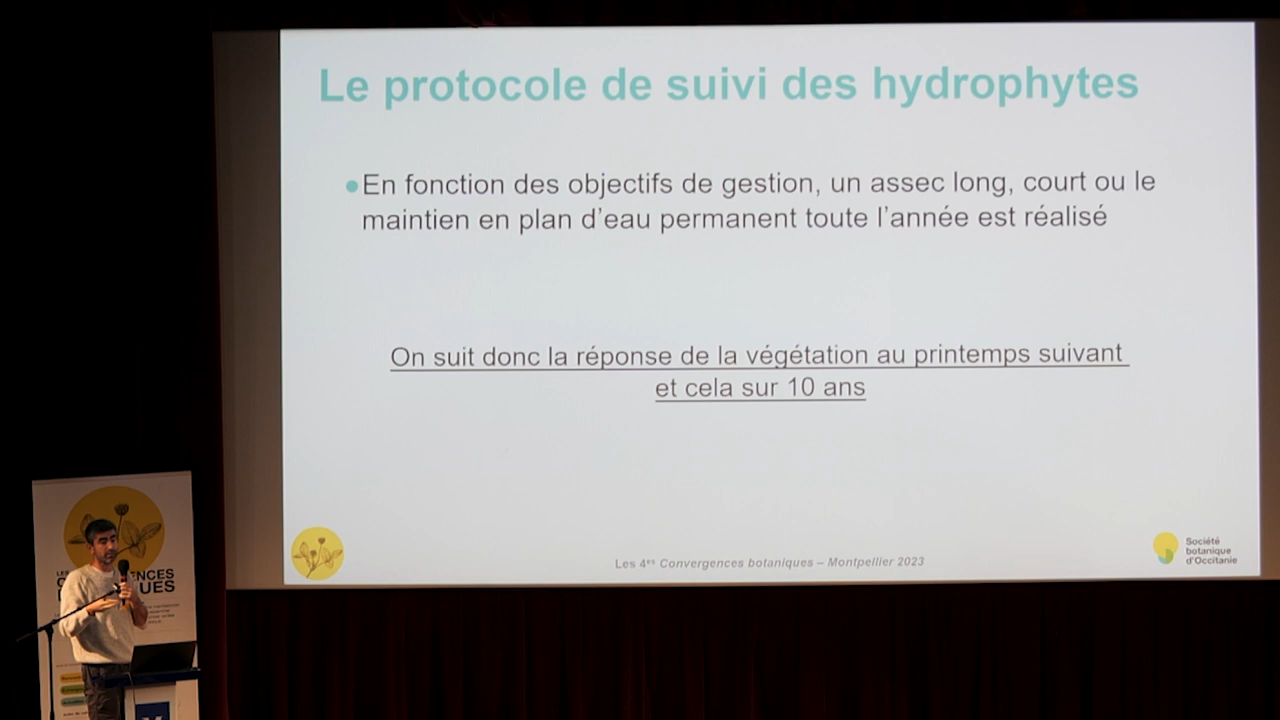 Le protocole de suivi des hydrophytes
En fonction des objectifs de gestion, un assec long, court ou le
maintien en plan d'eau permanent toute l'année est réalisé
On suit donc la réponse de la végétation au printemps suivant
et cela sur 10 ans
Les 4es Convergences botaniques – Montpellier 2023
Société
botanique
d'Occitanie